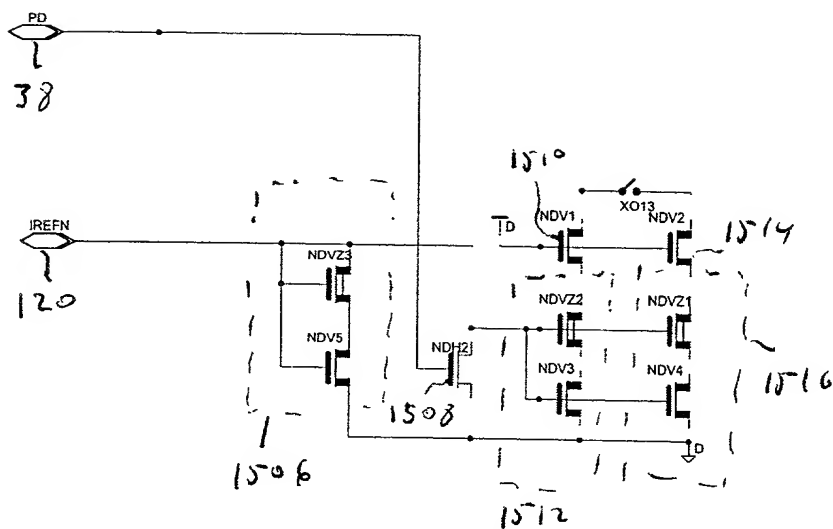 PD
38
1510
NDV1
XO13
NDV2
D
1514
IREFN
120
NDVZ3
NDVZ2
NDVZ1
NDV5
NDH2
NDV3
NDV4
1516
1508
1506
D
1512